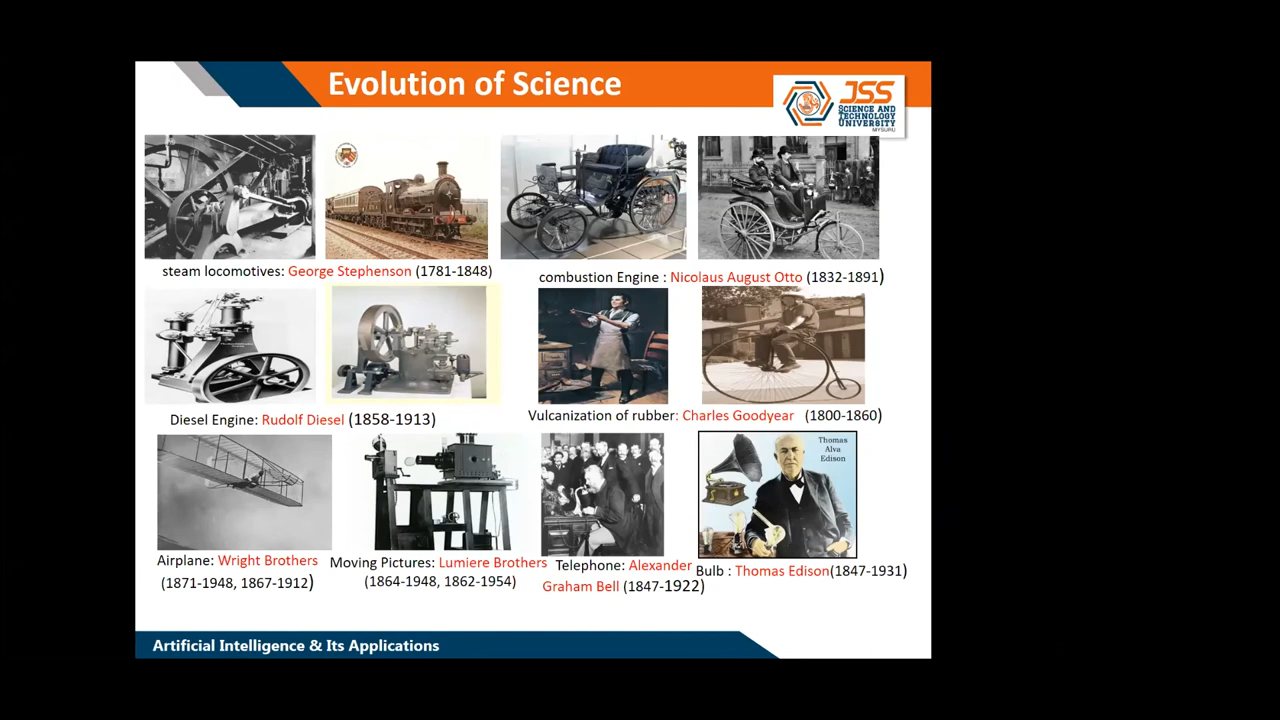 Evolution of Science
JSS
SCIENCE AND
TECHNOLOGY
UNIVERSITY
MYSURU
steam locomotives: George Stephenson (1781-1848)
combustion Engine : Nicolaus August Otto (1832-1891)
Diesel Engine: Rudolf Diesel (1858-1913)
Vulcanization of rubber: Charles Goodyear (1800-1860)
Thomas
Alva
Edison
Airplane: Wright Brothers
(1871-1948, 1867-1912)
Moving Pictures: Lumiere Brothers
(1864-1948, 1862-1954)
Telephone: Alexander
Graham Bell (1847-1922)
Bulb : Thomas Edison(1847-1931)
Artificial Intelligence & Its Applications